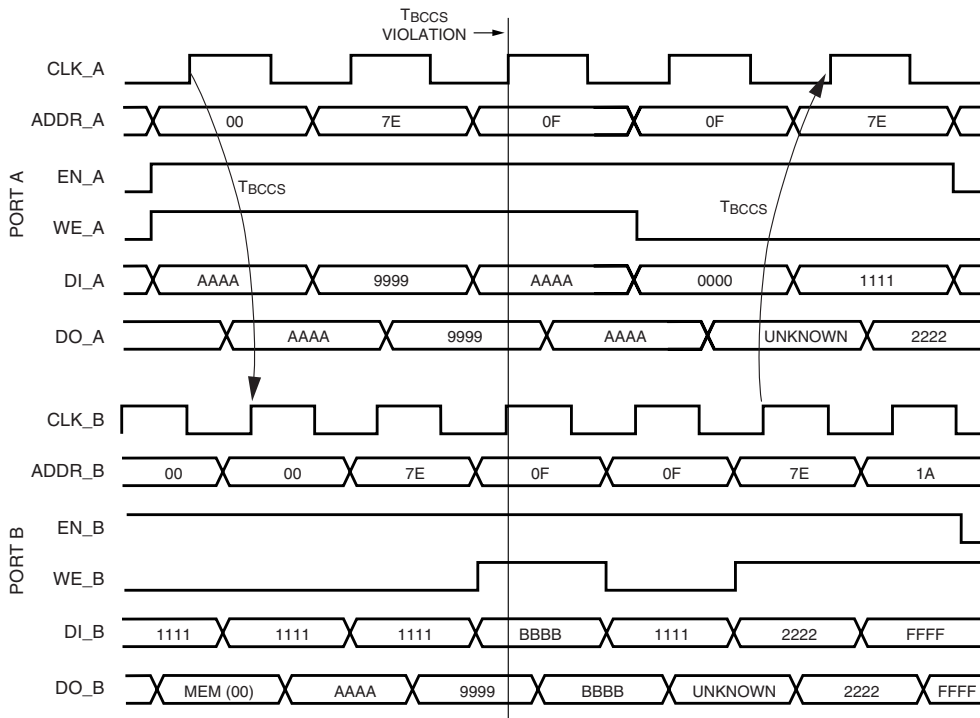 TBCCS
VIOLATION
CLK_A
ADDR_A 00 7E 0F 0F 7E
EN_A
TBCCS
TBCCS
WE_A
DI_A AAAA 9999 AAAA 0000 1111
DO_A AAAA 9999 AAAA UNKNOWN 2222
PORT A
CLK_B
ADDR_B 00 00 7E 0F 0F 7E 1A
EN_B
WE_B
DI_B 1111 1111 1111 BBBB 1111 2222 FFFF
DO_B MEM (00) AAAA 9999 BBBB UNKNOWN 2222 FFFF
PORT B